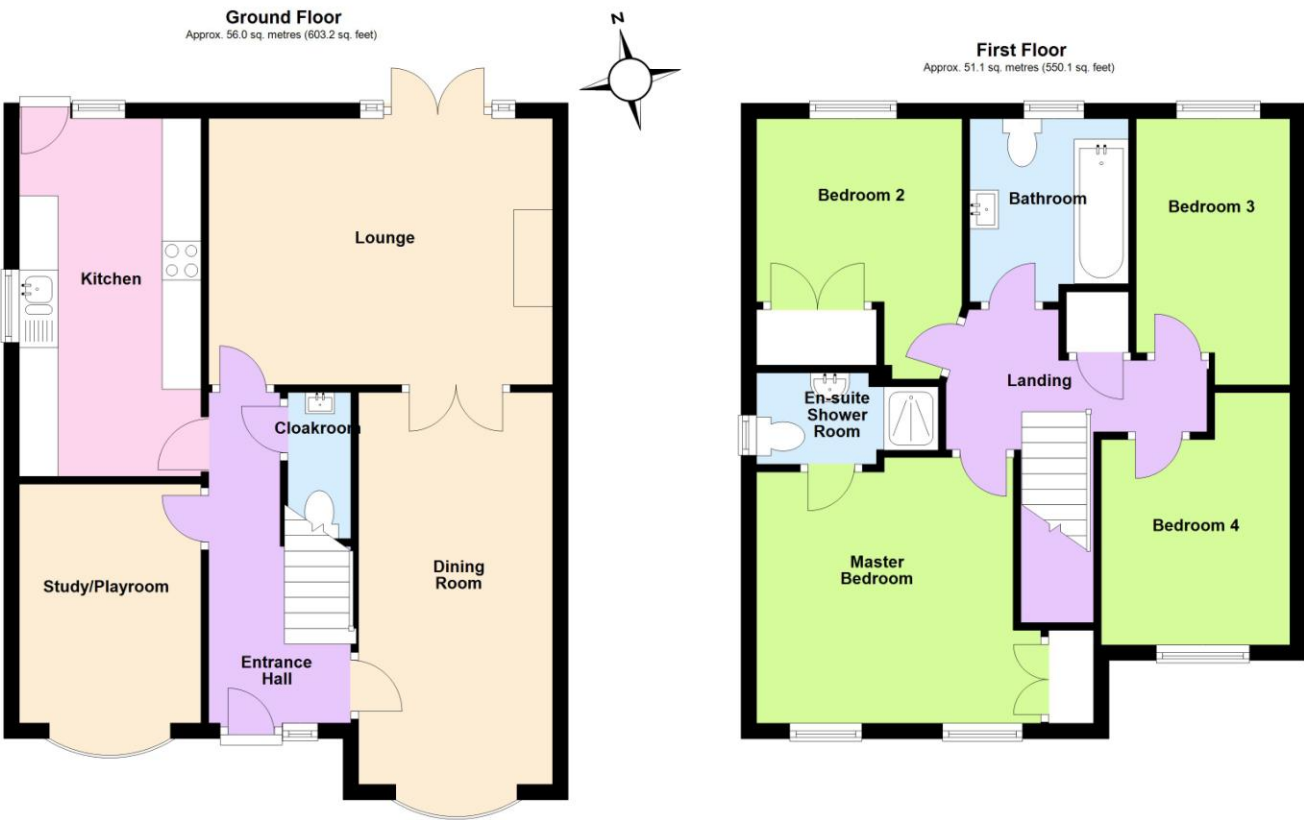 Ground Floor
Approx. 56.0 sq. metres (603.2 sq. feet)
Kitchen
Lounge
Cloakroom
Study/Playroom
Dining
Room
Entrance
Hall
N
First Floor
Approx. 51.1 sq. metres (550.1 sq. feet)
Bedroom 2
Bathroom
Bedroom 3
Landing
En-suite
Shower
Room
Master
Bedroom
Bedroom 4